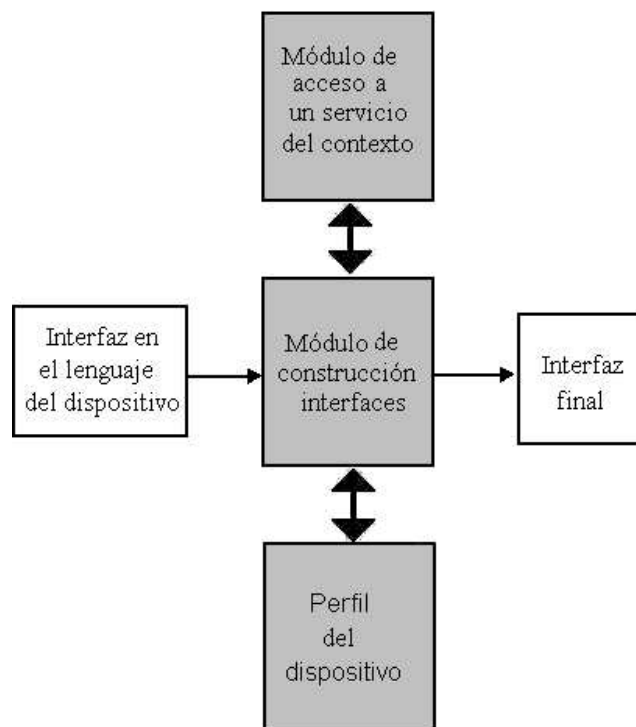 Módulo de
acceso a
un servicio
del contexto
Interfaz en
el lenguaje
del dispositivo
Módulo de
construcción
interfaces
Interfaz
final
Perfil
del
dispositivo